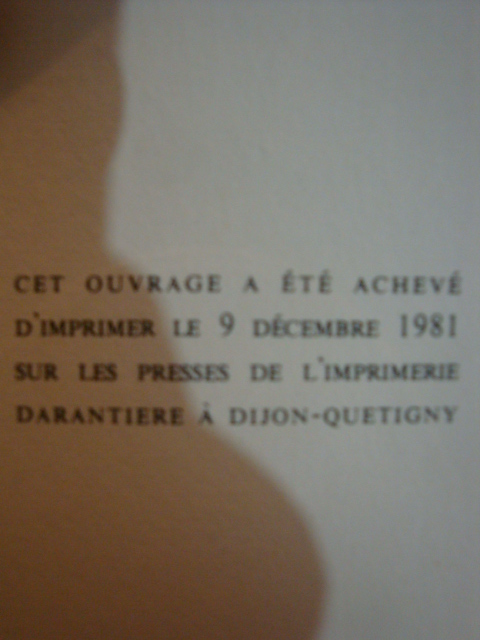 CET OUVRAGE A ÉTÉ ACHEVÉ
D'IMPRIMER LE 9 DÉCEMBRE 1981
SUR LES PRESSES DE L'IMPRIMERIE
DARANTIERE À DIJON-QUETIGNY